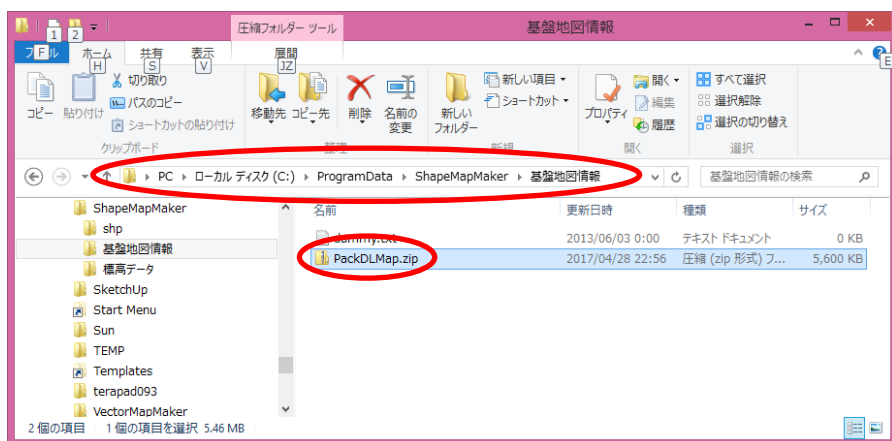 1 2 圧縮フォルダー ツール 基盤地図情報
ファイル ホーム 共有 表示 展開
F H S V JZ E
コピー 貼り付け 切り取り パスのコピー ショートカットの貼り付け
クリップボード
移動先 コピー先 削除 名前の変更
整理
新しいフォルダー 新しい項目 ショートカット
新規
プロパティ 開く 編集 履歴
開く
すべて選択 選択解除 選択の切り替え
選択
PC ローカル ディスク (C:) ProgramData ShapeMapMaker 基盤地図情報 基盤地図情報の検索
ShapeMapMaker
shp
基盤地図情報
標高データ
SketchUp
Start Menu
Sun
TEMP
Templates
terapad093
VectorMapMaker
名前 更新日時 種類 サイズ
dummy.txt 2013/06/03 0:00 テキスト ドキュメント 0 KB
PackDLMap.zip 2017/04/28 22:56 圧縮 (zip 形式) フ... 5,600 KB
2 個の項目 1 個の項目を選択 5.46 MB